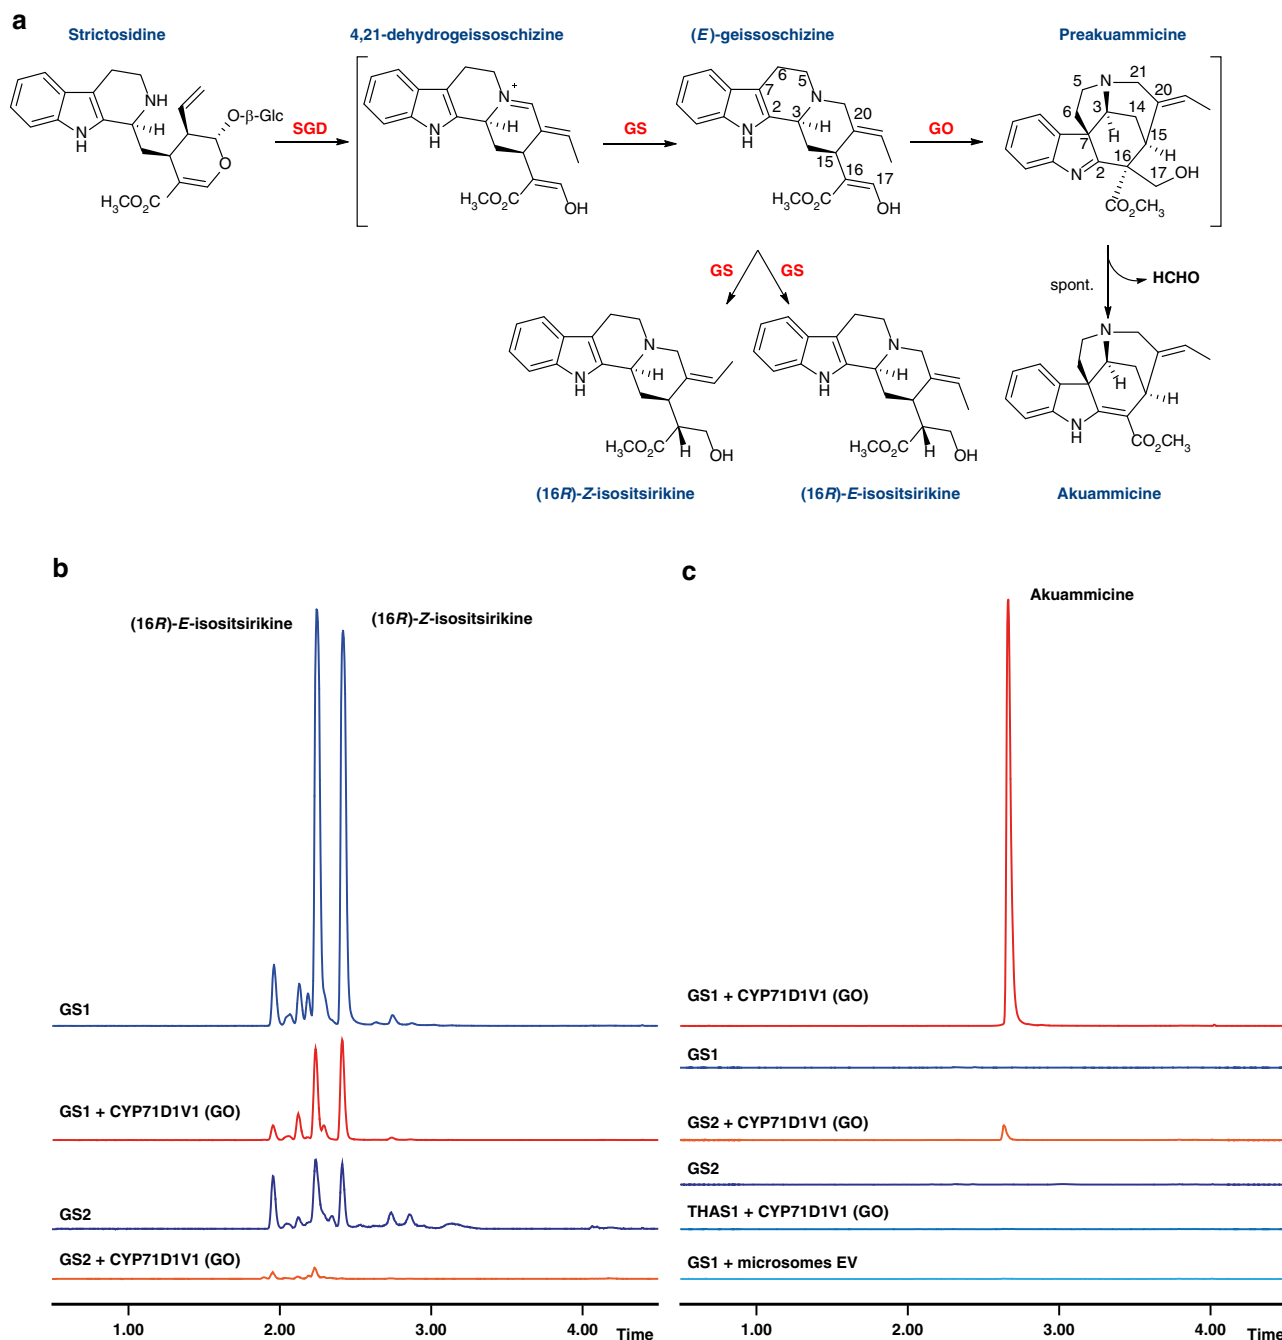 a
Strictosidine
4,21-dehydrogeissoschizine
(E)-geissoschizine
Preakuammicine
NH
N
H
H
O-β-Glc
O
H₃CO₂C
SGD
N
+
N
H
H
H₃CO₂C
OH
GS
6
5
7
N
2
3
20
N
H
H
15
16
17
H₃CO₂C
OH
GO
N
21
5
20
3
14
6
H
15
7
H
16
17
OH
N
2
CO₂CH₃
GS
GS
spont.
HCHO
N
N
H
H
H₃CO₂C
H
OH
N
N
H
H
H₃CO₂C
H
OH
N
H
H
N
H
CO₂CH₃
(16R)-Z-isositsirikine
(16R)-E-isositsirikine
Akuammicine
b
(16R)-E-isositsirikine
(16R)-Z-isositsirikine
GS1
GS1 + CYP71D1V1 (GO)
GS2
GS2 + CYP71D1V1 (GO)
1.00
2.00
3.00
4.00
Time
c
Akuammicine
GS1 + CYP71D1V1 (GO)
GS1
GS2 + CYP71D1V1 (GO)
GS2
THAS1 + CYP71D1V1 (GO)
GS1 + microsomes EV
1.00
2.00
3.00
4.00
Time